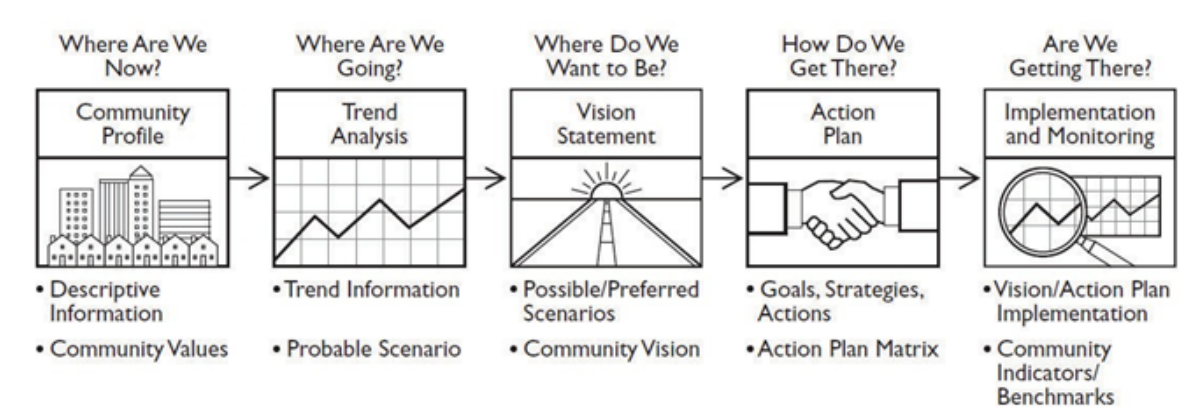 Where Are We
Now?
Where Are We
Going?
Where Do We
Want to Be?
How Do We
Get There?
Are We
Getting There?
Community
Profile
Trend
Analysis
Vision
Statement
Action
Plan
Implementation
and Monitoring
• Descriptive
Information
• Community Values
• Trend Information
• Probable Scenario
• Possible/Preferred
Scenarios
• Community Vision
• Goals, Strategies,
Actions
• Action Plan Matrix
• Vision/Action Plan
Implementation
• Community
Indicators/
Benchmarks